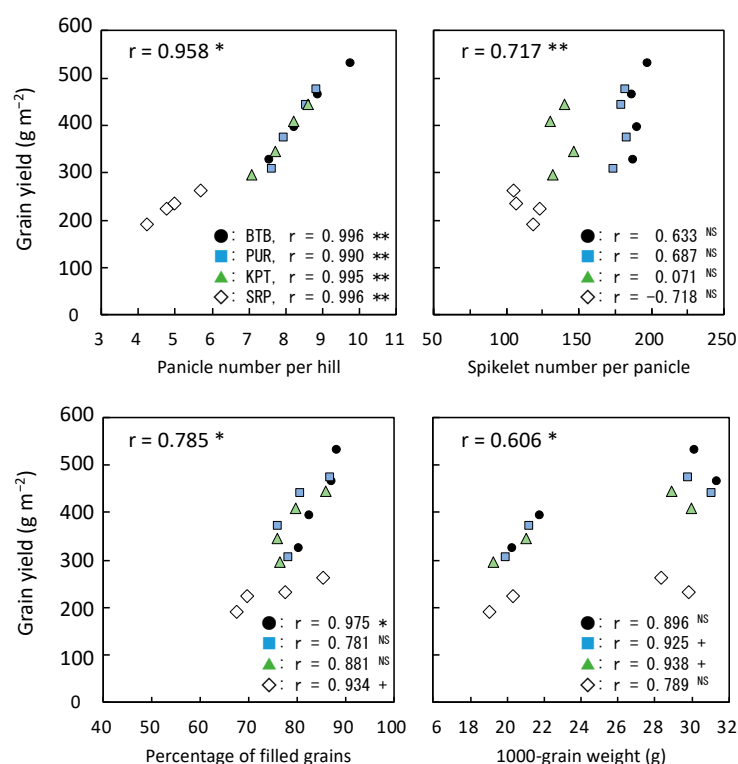 r = 0.958 *
Grain yield (g m⁻²)
600
500
400
300
200
100
0
●: BTB, r = 0.996 **
■: PUR, r = 0.990 **
▲: KPT, r = 0.995 **
◇: SRP, r = 0.996 **
3 4 5 6 7 8 9 10 11
Panicle number per hill
r = 0.717 **
●: r = 0.633 NS
■: r = 0.687 NS
▲: r = 0.071 NS
◇: r = −0.718 NS
50 100 150 200 250
Spikelet number per panicle
r = 0.785 *
Grain yield (g m⁻²)
600
500
400
300
200
100
0
●: r = 0.975 *
■: r = 0.781 NS
▲: r = 0.881 NS
◇: r = 0.934 +
40 50 60 70 80 90 100
Percentage of filled grains
r = 0.606 *
●: r = 0.896 NS
■: r = 0.925 +
▲: r = 0.938 +
◇: r = 0.789 NS
6 20 22 24 26 28 30 32
1000-grain weight (g)